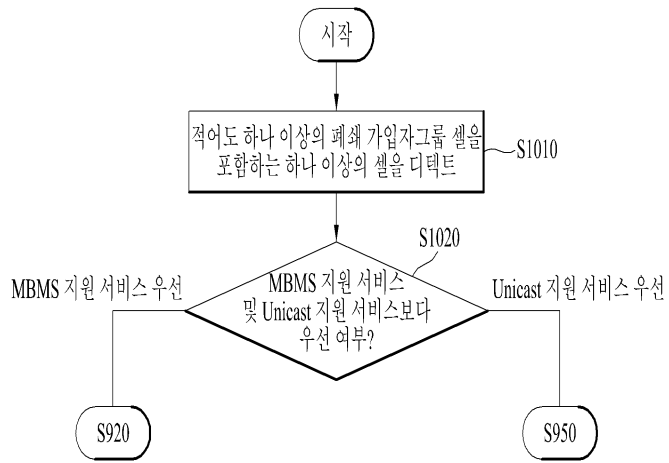 시작
적어도 하나 이상의 폐쇄 가입자그룹 셀을
포함하는 하나 이상의 셀을 디텍트
S1010
S1020
MBMS 지원 서비스 우선
MBMS 지원 서비스
및 Unicast 지원 서비스보다
우선 여부?
Unicast 지원 서비스 우선
S920
S950